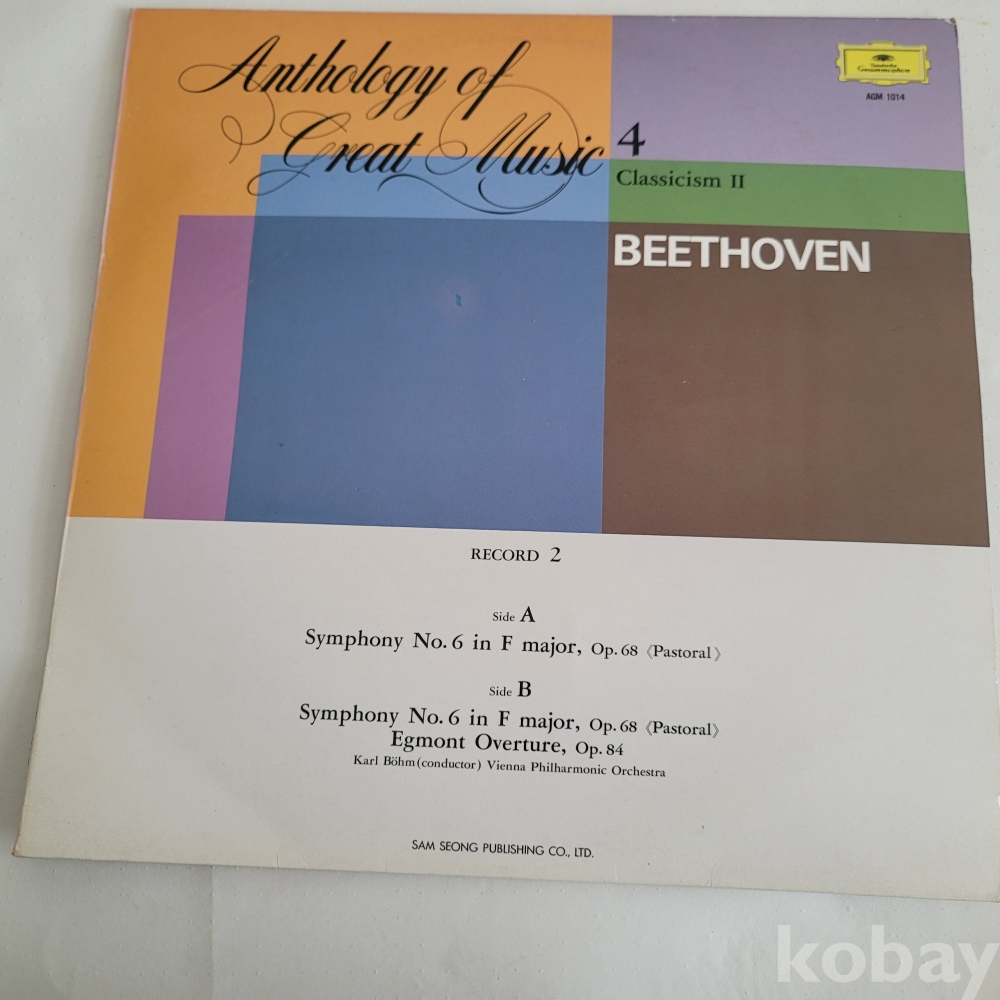 Anthology of
Great Music 4
Classicism II
Deutsche
Grammophon
AGM 1014
BEETHOVEN
RECORD 2
Side A
Symphony No. 6 in F major, Op. 68 〈Pastoral〉
Side B
Symphony No. 6 in F major, Op. 68 〈Pastoral〉
Egmont Overture, Op. 84
Karl Böhm (conductor) Vienna Philharmonic Orchestra
SAM SEONG PUBLISHING CO., LTD.
kobay